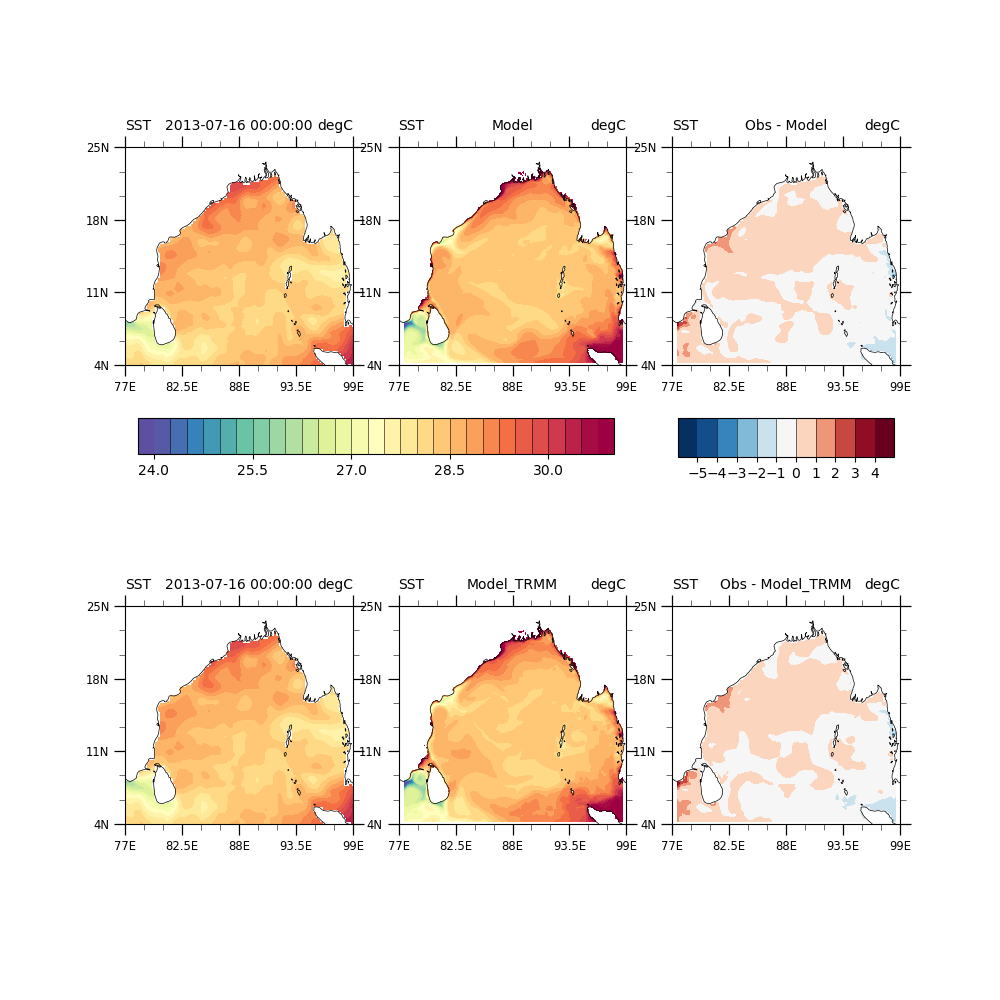 SST 2013-07-16 00:00:00 degC SST Model degC SST Obs - Model degC
25N 25N 25N
18N 18N 18N
11N 11N 11N
4N 4N 4N
77E 82.5E 88E 93.5E 99E 77E 82.5E 88E 93.5E 99E 77E 82.5E 88E 93.5E 99E
24.0 25.5 27.0 28.5 30.0 −5 −4 −3 −2 −1 0 1 2 3 4
SST 2013-07-16 00:00:00 degC SST Model_TRMM degC SST Obs - Model_TRMM degC
25N 25N 25N
18N 18N 18N
11N 11N 11N
4N 4N 4N
77E 82.5E 88E 93.5E 99E 77E 82.5E 88E 93.5E 99E 77E 82.5E 88E 93.5E 99E